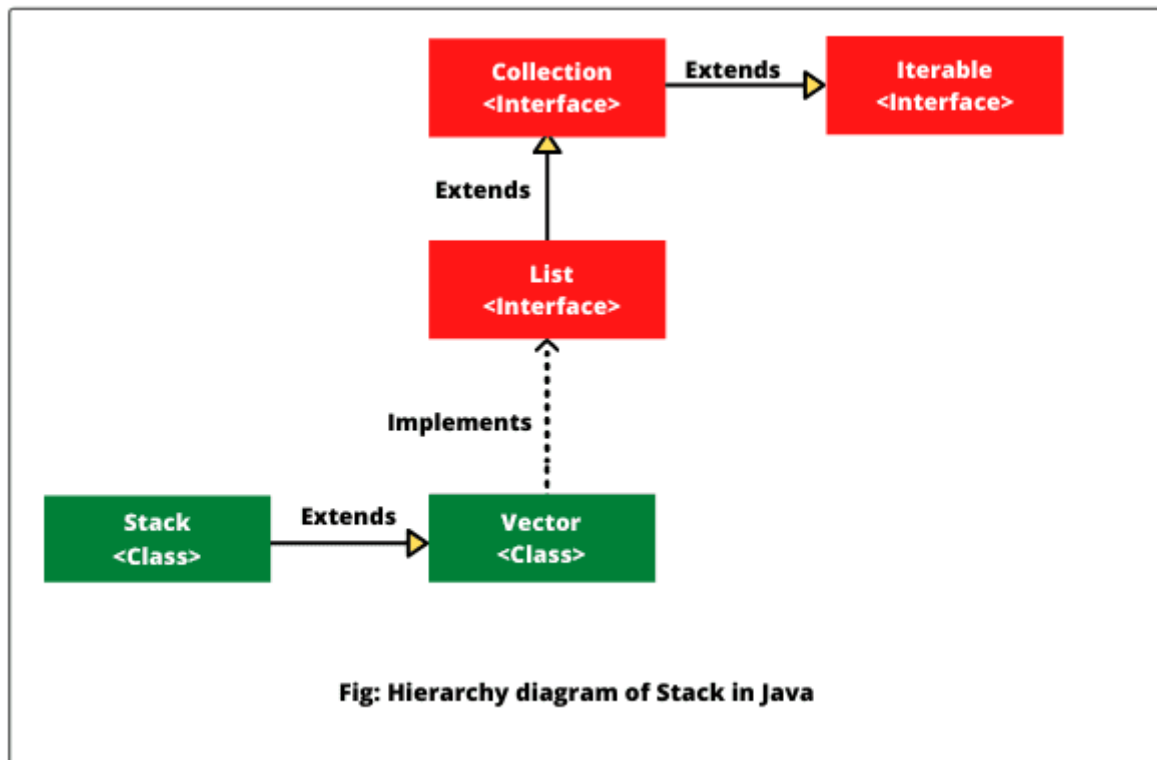 Collection
<Interface>
Extends
Iterable
<Interface>
Extends
List
<Interface>
Implements
Stack
<Class>
Extends
Vector
<Class>
Fig: Hierarchy diagram of Stack in Java